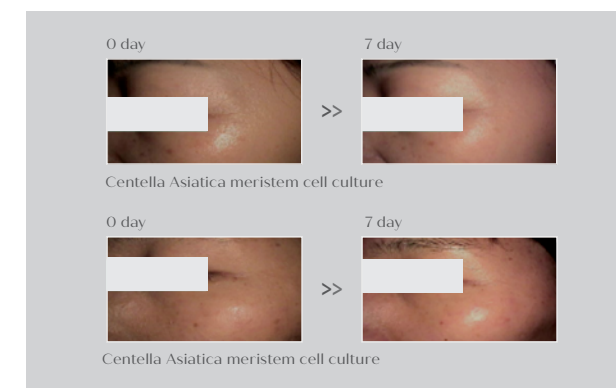 0 day
7 day
>>
Centella Asiatica meristem cell culture
0 day
7 day
>>
Centella Asiatica meristem cell culture